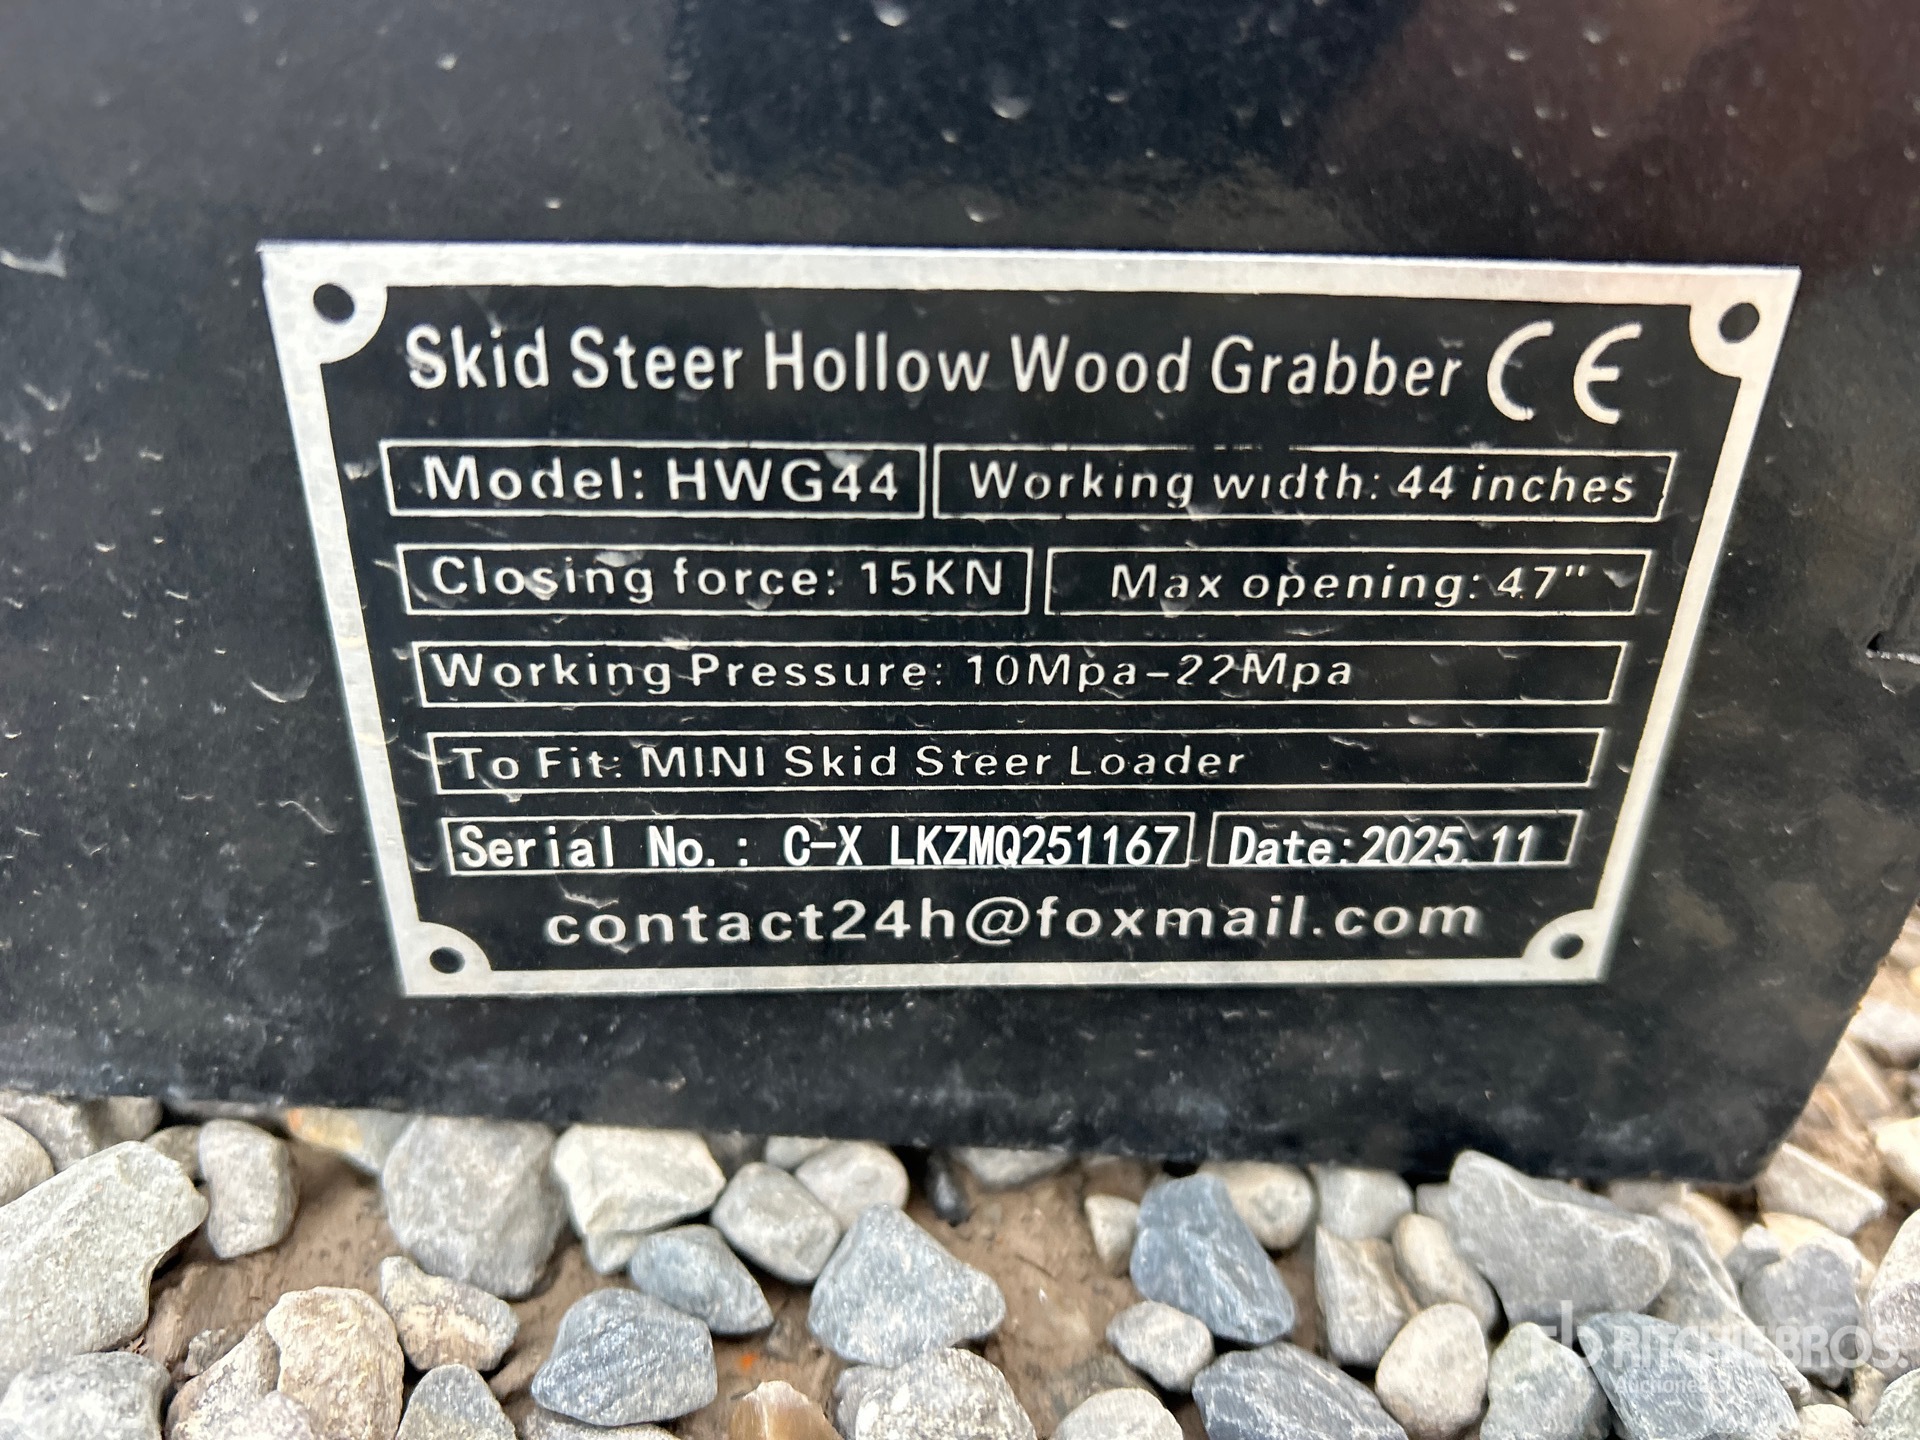 Skid Steer Hollow Wood Grabber CE
Model: HWG44 Working width: 44 inches
Closing force: 15KN Max opening: 47"
Working Pressure: 10Mpa-22Mpa
To Fit: MINI Skid Steer Loader
Serial No.: C-X LKZMQ251167 Date:2025.11
contact24h@foxmail.com
rb RITCHIE BROS.
Auctioneers